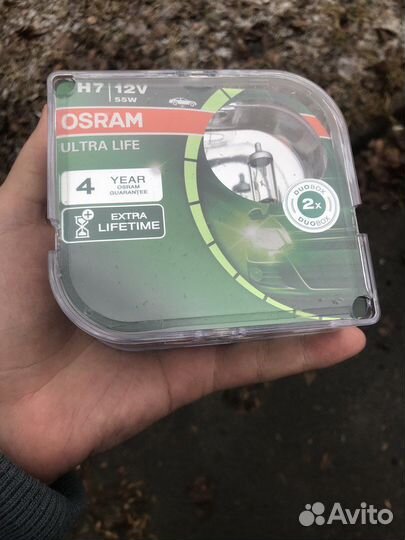 H7 12V
55W
OSRAM
ULTRA LIFE
4 YEAR
OSRAM
GUARANTEE
EXTRA
LIFETIME
DUOBOX
2x
DUOBOX
Avito